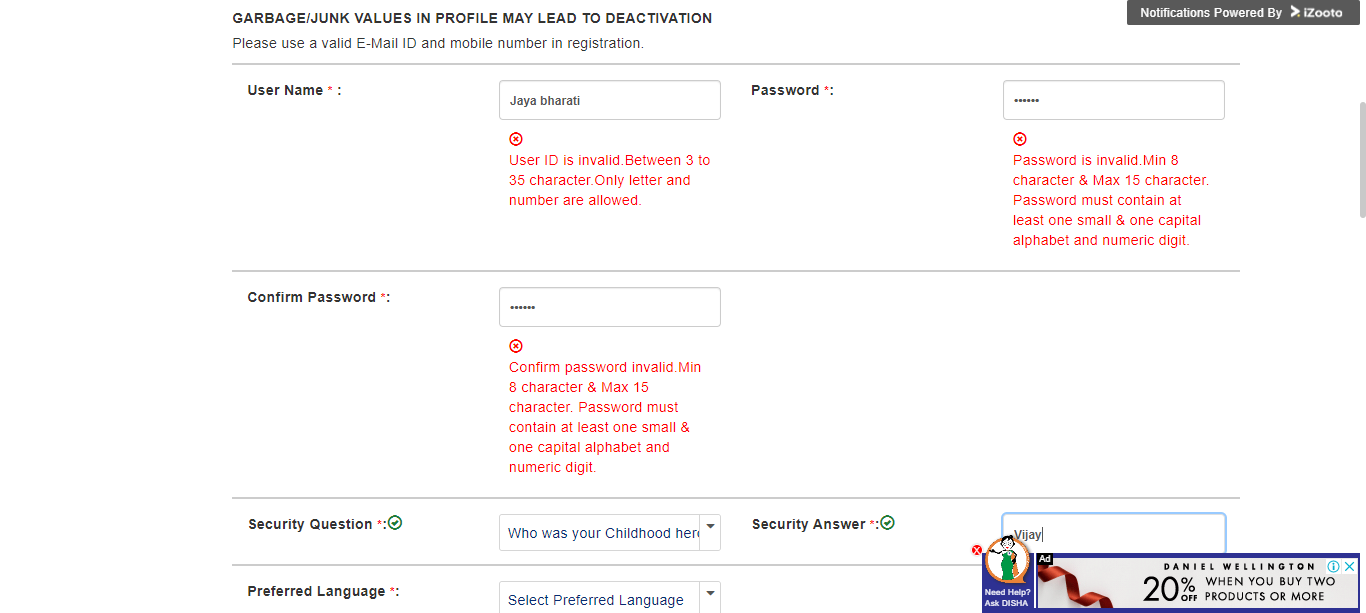 GARBAGE/JUNK VALUES IN PROFILE MAY LEAD TO DEACTIVATION
Notifications Powered By iZooto
Please use a valid E-Mail ID and mobile number in registration.
User Name * :
Jaya bharati
Password *:
••••••
User ID is invalid.Between 3 to
35 character.Only letter and
number are allowed.
Password is invalid.Min 8
character & Max 15 character.
Password must contain at
least one small & one capital
alphabet and numeric digit.
Confirm Password *:
••••••
Confirm password invalid.Min
8 character & Max 15
character. Password must
contain at least one small &
one capital alphabet and
numeric digit.
Security Question *:
Who was your Childhood her
Security Answer *:
Vijay
Preferred Language *:
Select Preferred Language
Need Help?
Ask DISHA
Ad
DANIEL WELLINGTON
20% OFF
WHEN YOU BUY TWO
PRODUCTS OR MORE